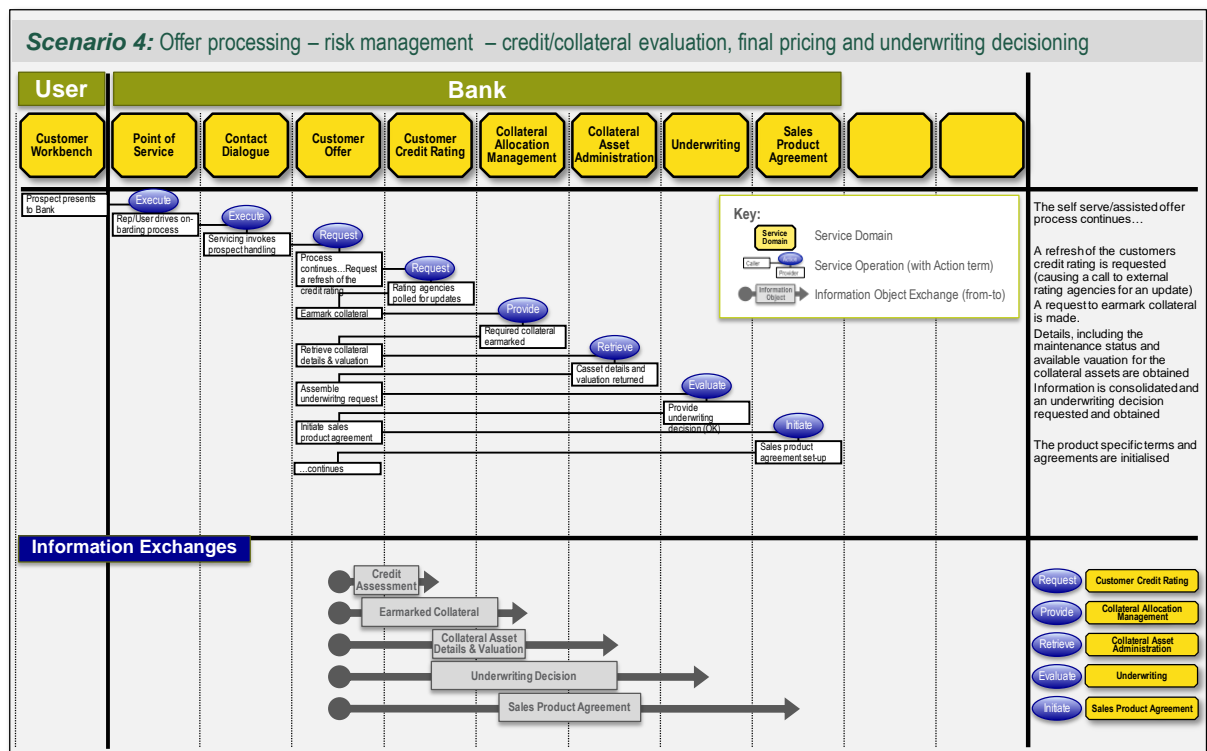 Scenario 4: Offer processing – risk management – credit/collateral evaluation, final pricing and underwriting decisioning
User
Bank
Customer
Workbench
Point of
Service
Contact
Dialogue
Customer
Offer
Customer
Credit Rating
Collateral
Allocation
Management
Collateral
Asset
Administration
Underwriting
Sales
Product
Agreement
Prospect presents
to Bank
Execute
Rep/User drives on-
barding process
Execute
Servicing invokes
prospect handling
Request
Process
continues…Request
a refresh of the
credit rating
Request
Rating agencies
polled for updates
Earmark collateral
Provide
Required collateral
earmarked
Retrieve collateral
details & valuation
Retrieve
Casset details and
valuation returned
Assemble
underwiritng request
Evaluate
Provide
underwriting
decision (OK)
Initiate sales
product agreement
Initiate
Sales product
agreement set-up
…continues
Key:
Service
Domain
Service Domain
Caller
Action
Provider
Service Operation (with Action term)
Information
Object
Information Object Exchange (from-to)
The self serve/assisted offer
process continues…
A refresh of the customers
credit rating is requested
(causing a call to external
rating agencies for an update)
A request to earmark collateral
is made.
Details, including the
maintenance status and
available vauation for the
collateral assets are obtained
Information is consolidated and
an underwriting decision
requested and obtained
The product specific terms and
agreements are initialised
Information Exchanges
Credit
Assessment
Earmarked Collateral
Collateral Asset
Details & Valuation
Underwriting Decision
Sales Product Agreement
Request
Customer Credit Rating
Provide
Collateral Allocation
Management
Retrieve
Collateral Asset
Administration
Evaluate
Underwriting
Initiate
Sales Product Agreement